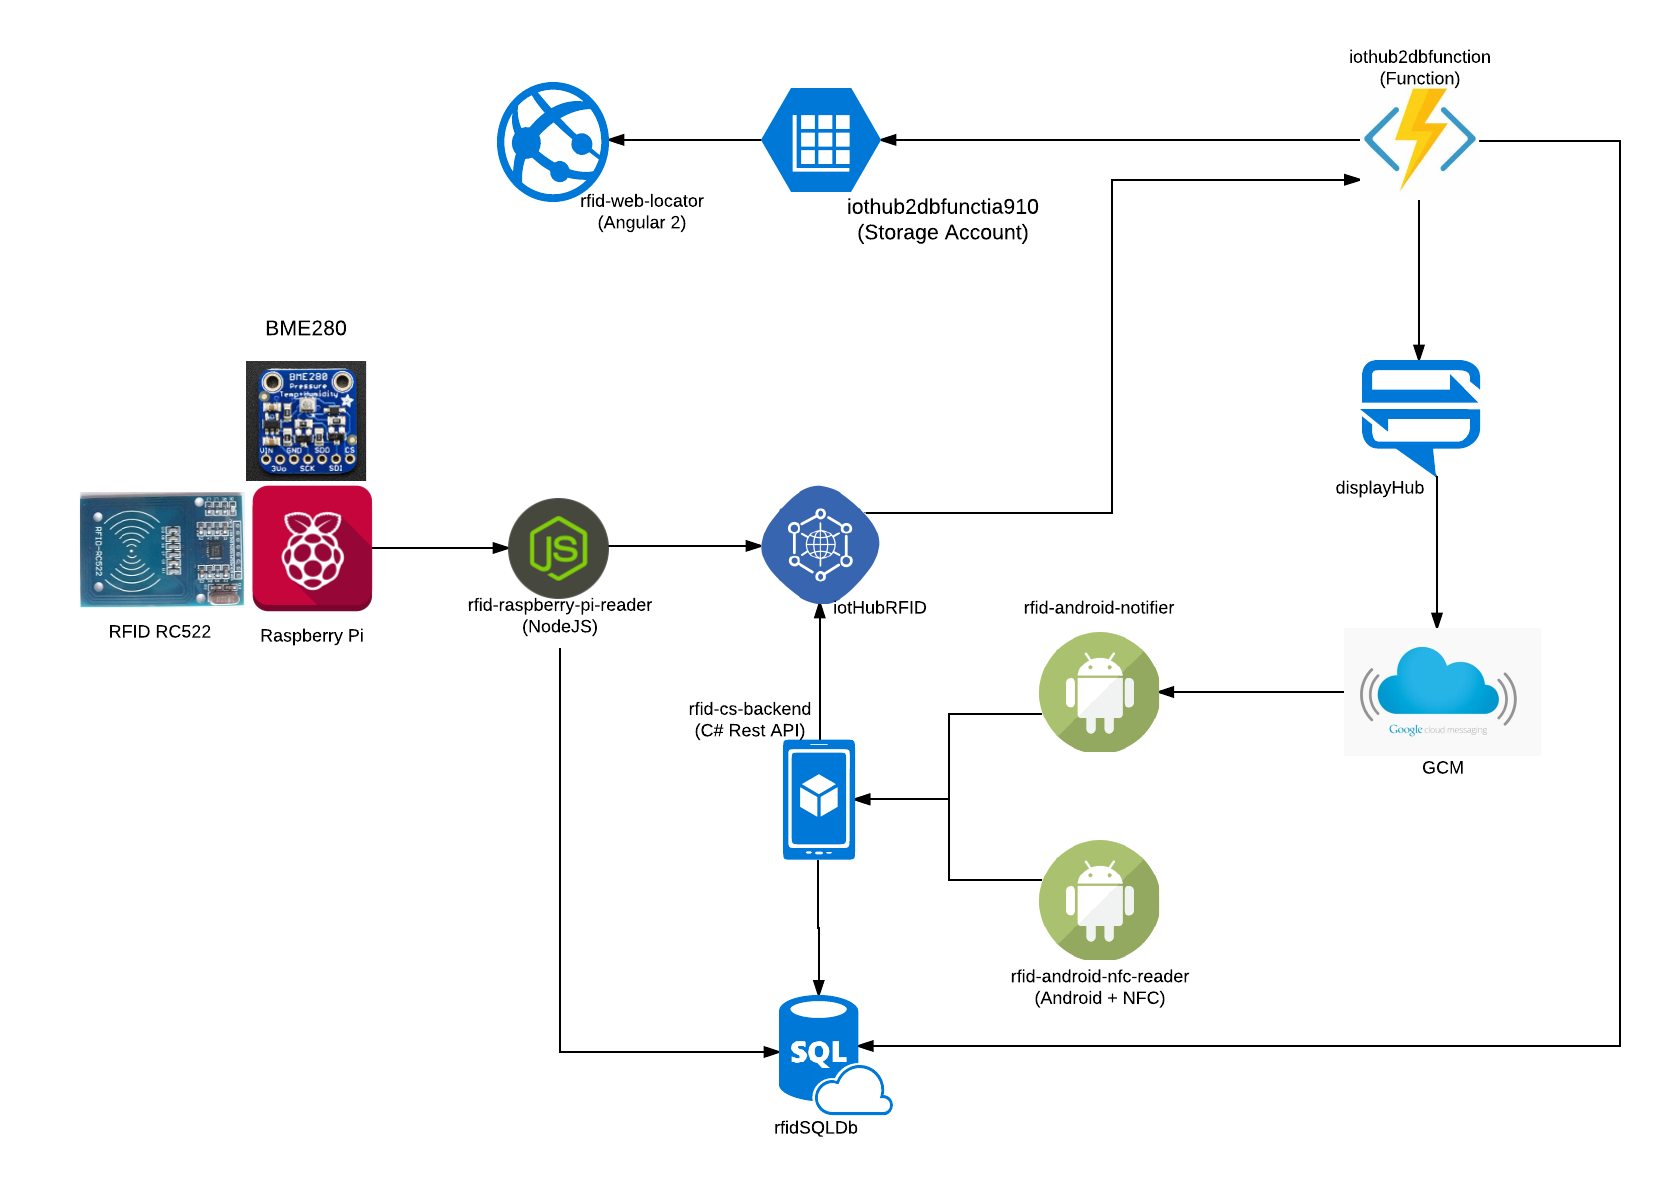 iothub2dbfunction
(Function)
rfid-web-locator
(Angular 2)
iothub2dbfunctia910
(Storage Account)
BME280
BME280
Pressure
Temp+Humidity
VIN GND SDO CS
3Vo SCK SDI
RFID-RC522
RFID RC522
Raspberry Pi
JS
rfid-raspberry-pi-reader
(NodeJS)
iotHubRFID
displayHub
rfid-android-notifier
Google cloud messaging
GCM
rfid-cs-backend
(C# Rest API)
rfid-android-nfc-reader
(Android + NFC)
SQL
rfidSQLDb